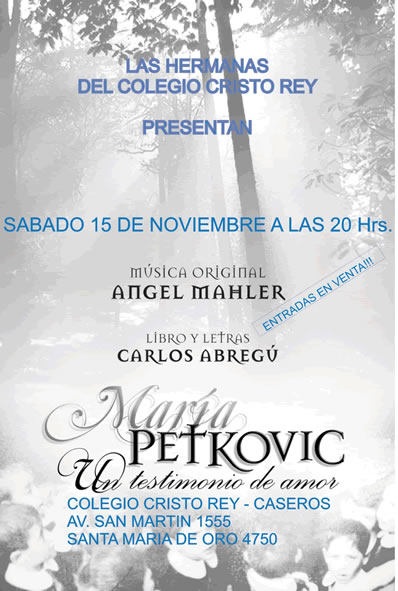 LAS HERMANAS
DEL COLEGIO CRISTO REY
PRESENTAN
SABADO 15 DE NOVIEMBRE A LAS 20 Hrs.
MÚSICA ORIGINAL
ANGEL MAHLER
ENTRADAS EN VENTA!!!
LIBRO Y LETRAS
CARLOS ABREGÚ
María
PETKOVIC
Un testimonio de amor
COLEGIO CRISTO REY - CASEROS
AV. SAN MARTIN 1555
SANTA MARIA DE ORO 4750